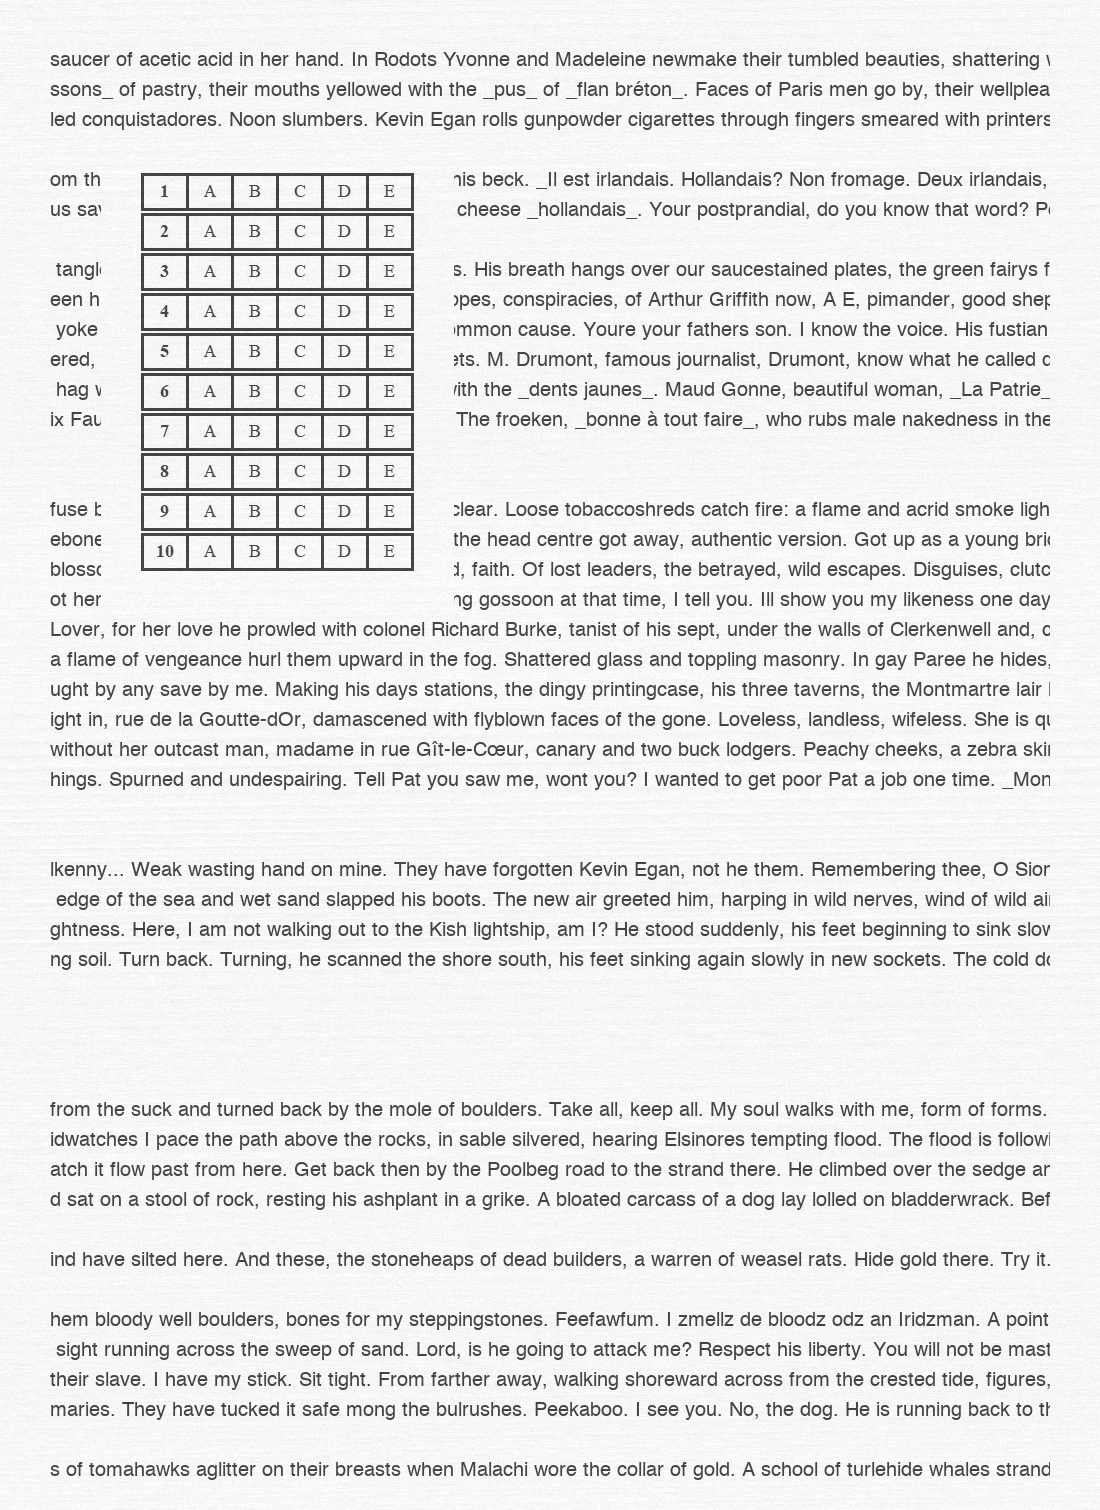 saucer of acetic acid in her hand. In Rodots Yvonne and Madeleine newmake their tumbled beauties, shattering
ssons_ of pastry, their mouths yellowed with the _pus_ of _flan bréton_. Faces of Paris men go by, their wellplea
led conquistadores. Noon slumbers. Kevin Egan rolls gunpowder cigarettes through fingers smeared with printers
om th his beck. _Il est irlandais. Hollandais? Non fromage. Deux irlandais,
us sav cheese _hollandais_. Your postprandial, do you know that word? Po
tangle s. His breath hangs over our saucestained plates, the green fairys f
een h opes, conspiracies, of Arthur Griffith now, A E, pimander, good shep
yoke ommon cause. Youre your fathers son. I know the voice. His fustian
ered, ets. M. Drumont, famous journalist, Drumont, know what he called
hag w with the _dents jaunes_. Maud Gonne, beautiful woman, _La Patrie_
ix Fau The froeken, _bonne à tout faire_, who rubs male nakedness in the
fuse b clear. Loose tobaccoshreds catch fire: a flame and acrid smoke ligh
ebone the head centre got away, authentic version. Got up as a young bri
blosso d, faith. Of lost leaders, the betrayed, wild escapes. Disguises, clutc
ot her ng gossoon at that time, I tell you. Ill show you my likeness one day
1 A B C D E
2 A B C D E
3 A B C D E
4 A B C D E
5 A B C D E
6 A B C D E
7 A B C D E
8 A B C D E
9 A B C D E
10 A B C D E
Lover, for her love he prowled with colonel Richard Burke, tanist of his sept, under the walls of Clerkenwell and,
a flame of vengeance hurl them upward in the fog. Shattered glass and toppling masonry. In gay Paree he hides,
ught by any save by me. Making his days stations, the dingy printingcase, his three taverns, the Montmartre lair
ight in, rue de la Goutte-dOr, damascened with flyblown faces of the gone. Loveless, landless, wifeless. She is qu
without her outcast man, madame in rue Gît-le-Cœur, canary and two buck lodgers. Peachy cheeks, a zebra skir
hings. Spurned and undespairing. Tell Pat you saw me, wont you? I wanted to get poor Pat a job one time. _Mon
lkenny... Weak wasting hand on mine. They have forgotten Kevin Egan, not he them. Remembering thee, O Sion
edge of the sea and wet sand slapped his boots. The new air greeted him, harping in wild nerves, wind of wild air
ghtness. Here, I am not walking out to the Kish lightship, am I? He stood suddenly, his feet beginning to sink slow
ng soil. Turn back. Turning, he scanned the shore south, his feet sinking again slowly in new sockets. The cold do
from the suck and turned back by the mole of boulders. Take all, keep all. My soul walks with me, form of forms.
idwatches I pace the path above the rocks, in sable silvered, hearing Elsinores tempting flood. The flood is followi
atch it flow past from here. Get back then by the Poolbeg road to the strand there. He climbed over the sedge an
d sat on a stool of rock, resting his ashplant in a grike. A bloated carcass of a dog lay lolled on bladderwrack. Bef
ind have silted here. And these, the stoneheaps of dead builders, a warren of weasel rats. Hide gold there. Try it.
hem bloody well boulders, bones for my steppingstones. Feefawfum. I zmellz de bloodz odz an Iridzman. A point
sight running across the sweep of sand. Lord, is he going to attack me? Respect his liberty. You will not be mast
their slave. I have my stick. Sit tight. From farther away, walking shoreward across from the crested tide, figures,
maries. They have tucked it safe mong the bulrushes. Peekaboo. I see you. No, the dog. He is running back to th
s of tomahawks aglitter on their breasts when Malachi wore the collar of gold. A school of turlehide whales strand